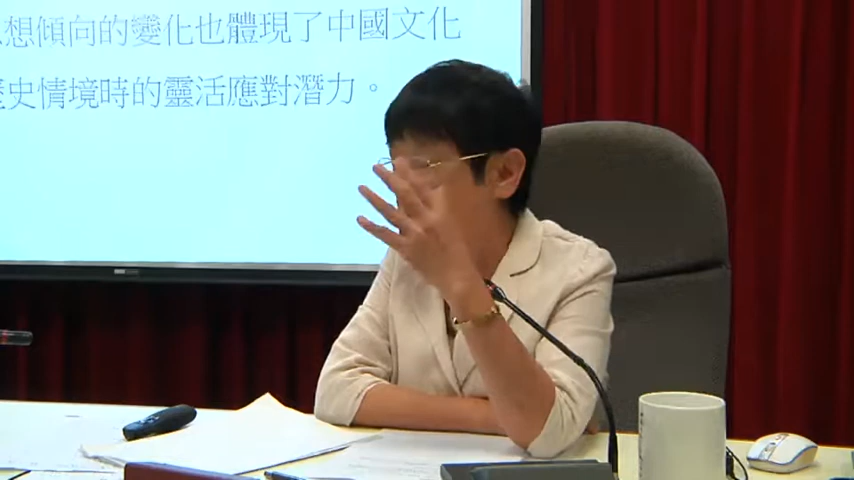 想傾向的變化也體現了中國文化
歷史情境時的靈活應對潛力。